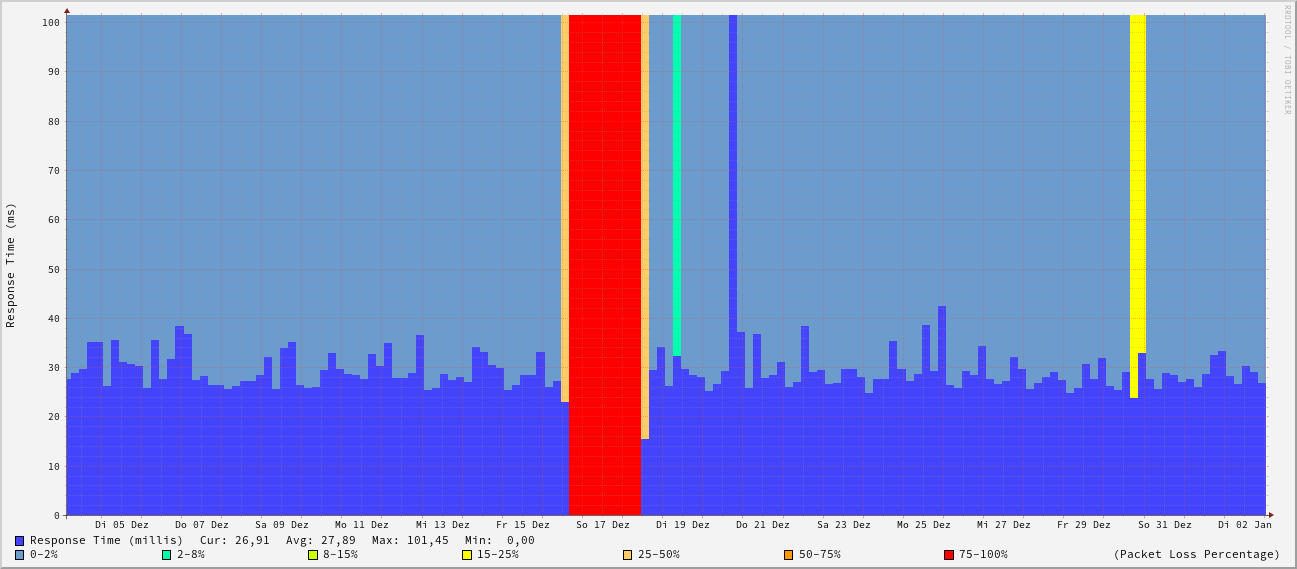 RRDTOOL / TOBI OETIKER
Response Time (ms)
100
90
80
70
60
50
40
30
20
10
0
Di 05 Dez Do 07 Dez Sa 09 Dez Mo 11 Dez Mi 13 Dez Fr 15 Dez So 17 Dez Di 19 Dez Do 21 Dez Sa 23 Dez Mo 25 Dez Mi 27 Dez Fr 29 Dez So 31 Dez Di 02 Jan
Response Time (millis) Cur: 26,91 Avg: 27,89 Max: 101,45 Min: 0,00
0-2% 2-8% 8-15% 15-25% 25-50% 50-75% 75-100% (Packet Loss Percentage)